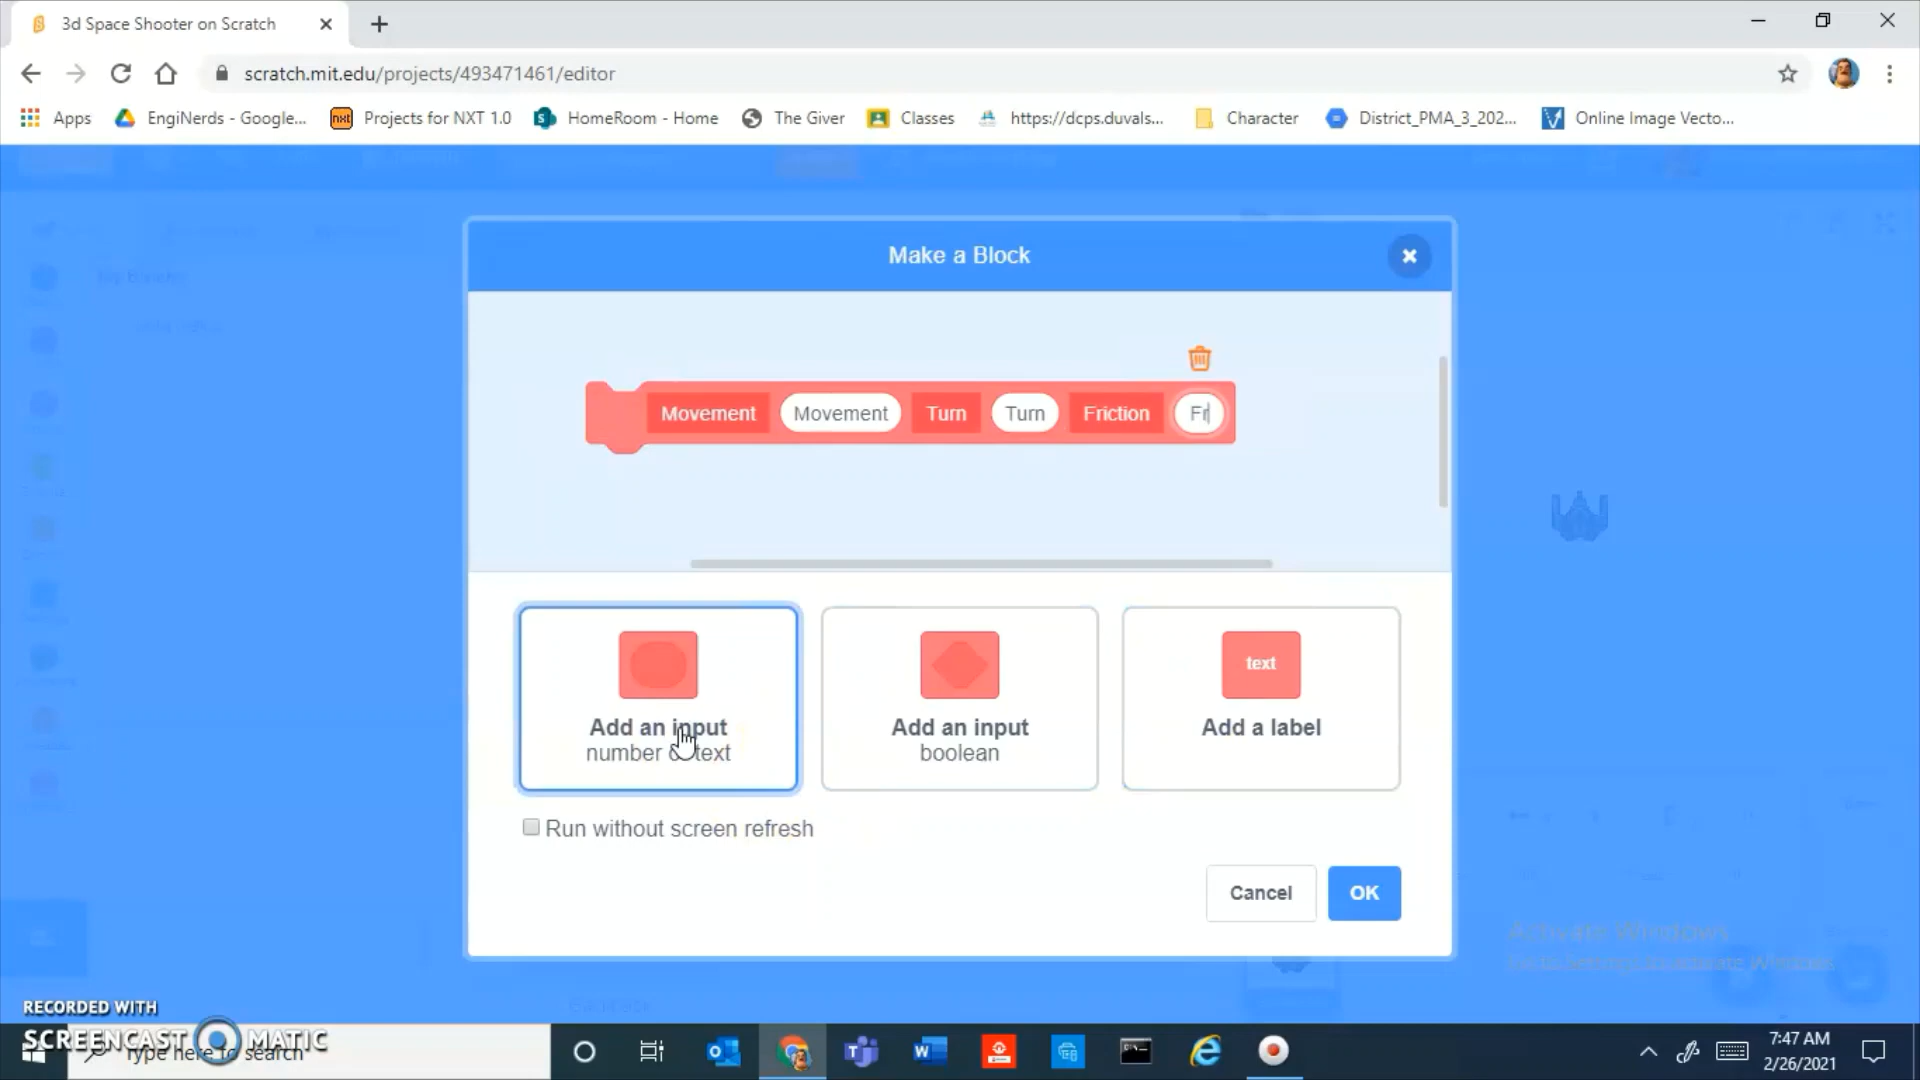 3d Space Shooter on Scratch
scratch.mit.edu/projects/493471461/editor
Apps EngiNerds - Google... nxt Projects for NXT 1.0 HomeRoom - Home The Giver Classes https://dcps.duvals... Character District_PMA_3_202... Online Image Vecto...
Make a Block
Movement Movement Turn Turn Friction Fr
text
Add an input Add an input Add a label
number text boolean
Run without screen refresh
Cancel OK
Activate Windows
RECORDED WITH
SCREENCAST MATIC
Type here to search
7:47 AM
2/26/2021